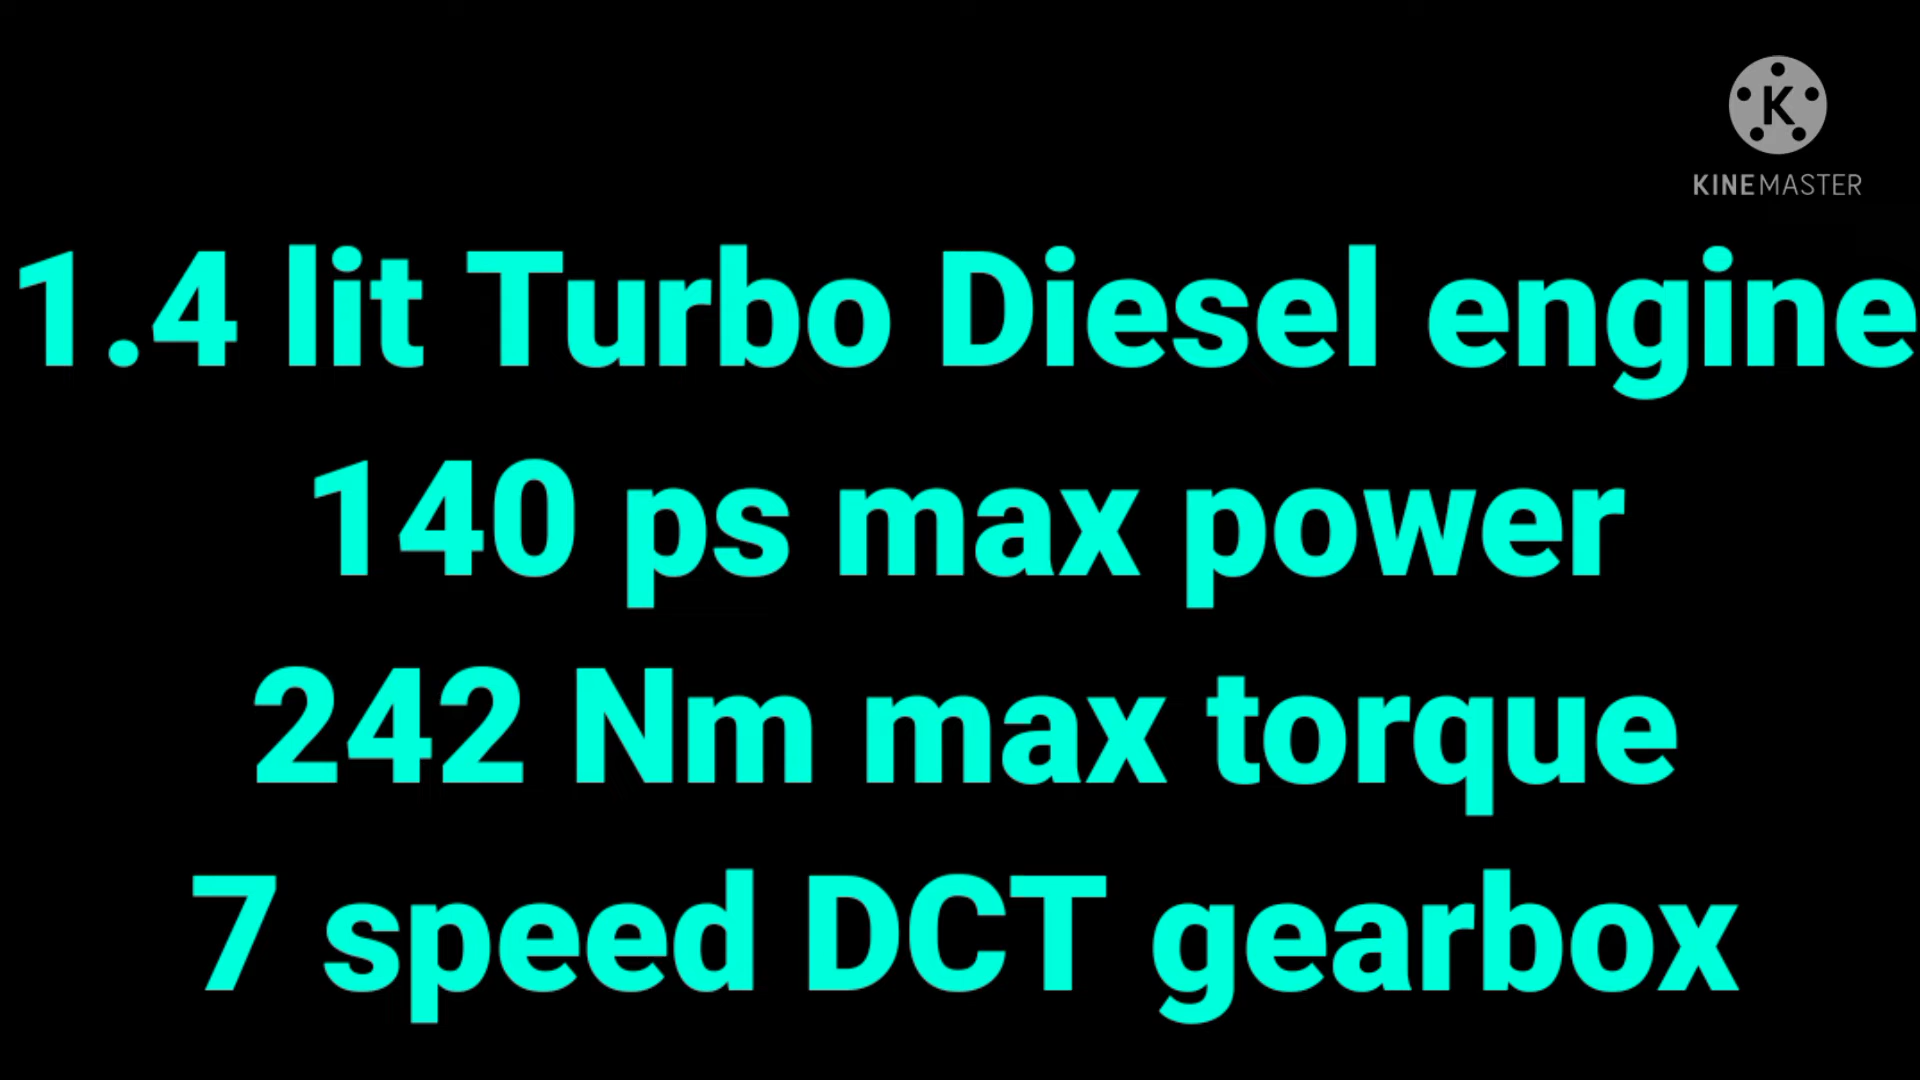 K
KINEMASTER
1.4 lit Turbo Diesel engine
140 ps max power
242 Nm max torque
7 speed DCT gearbox